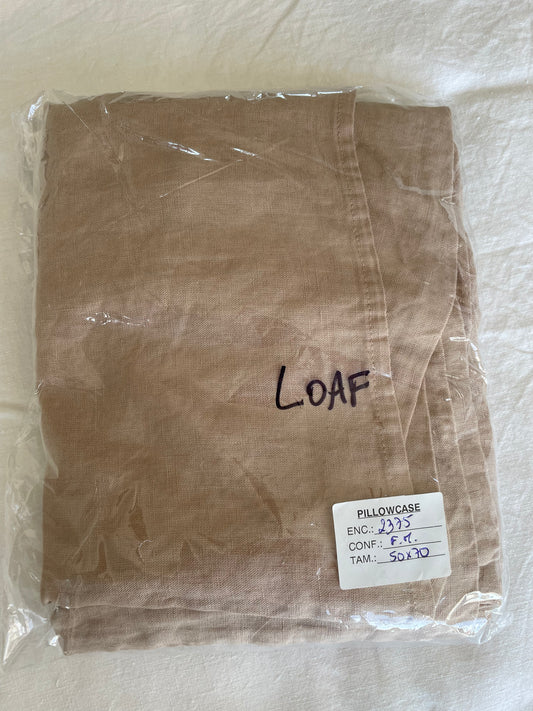 LOAF
PILLOWCASE
ENC.: 2375
CONF.: F.M.
TAM.: 50x70